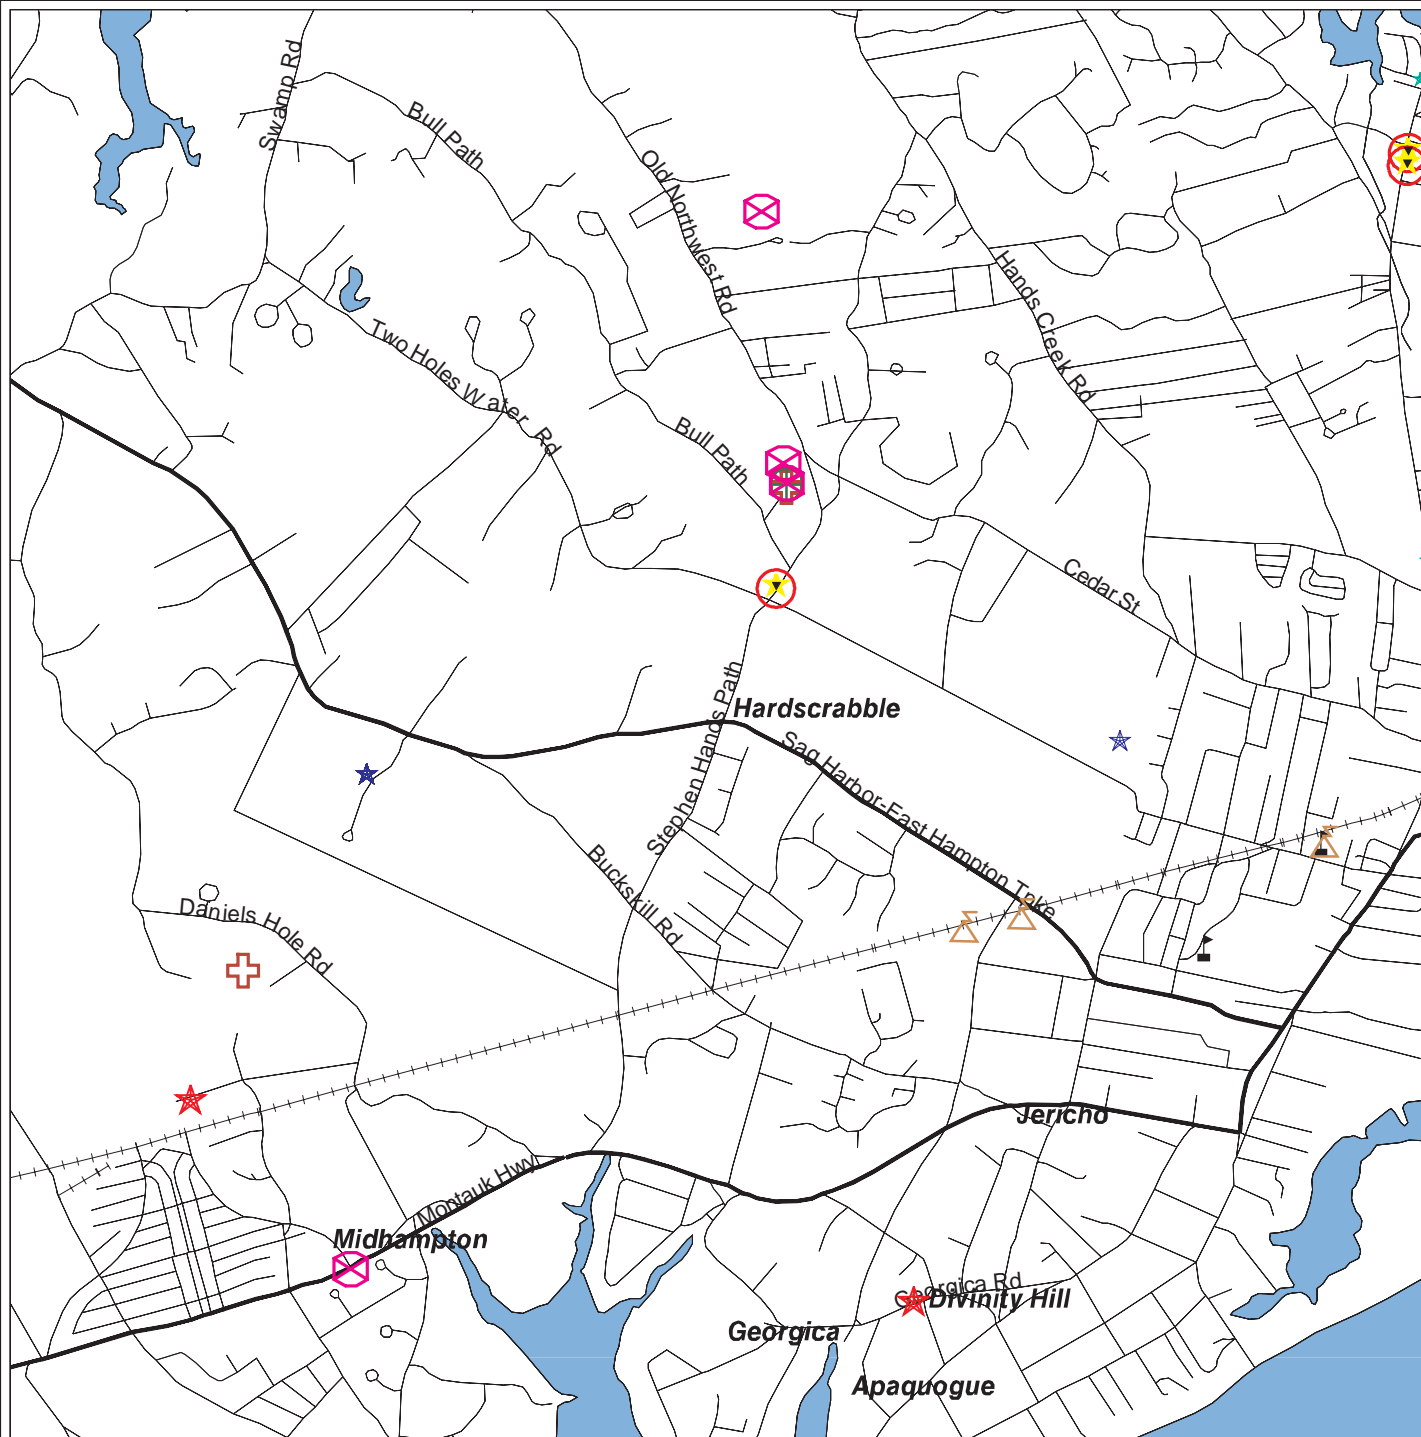 Swamp Rd
Bull Path
Old Northwest Rd
Hands Creek Rd
Two Holes Water Rd
Bull Path
Cedar St
Stephen Hands Path
Hardscrabble
Sag Harbor-East Hampton Tpke
Buckskill Rd
Daniels Hole Rd
Jericho
Montauk Hwy
Midhampton
Georgica Rd
Divinity Hill
Georgica
Apaquogue